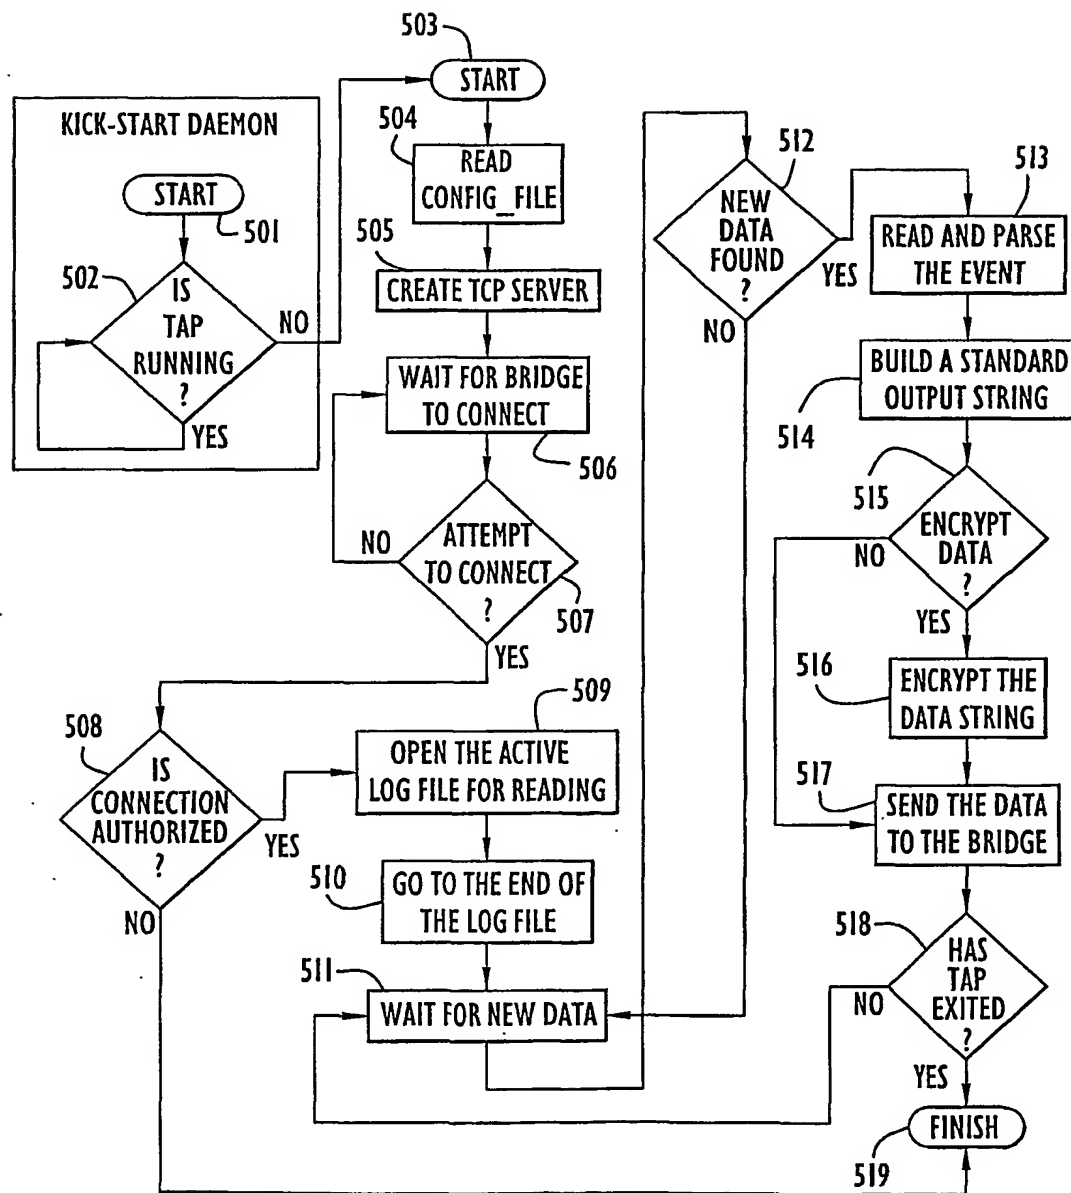 KICK-START DAEMON
START
501
502
IS
TAP
RUNNING
?
NO
YES
503
START
504
READ
CONFIG_FILE
505
CREATE TCP SERVER
WAIT FOR BRIDGE
TO CONNECT
506
NO
ATTEMPT
TO CONNECT
?
507
YES
508
IS
CONNECTION
AUTHORIZED
?
YES
NO
509
OPEN THE ACTIVE
LOG FILE FOR READING
510
GO TO THE END OF
THE LOG FILE
511
WAIT FOR NEW DATA
512
NEW
DATA
FOUND
?
YES
NO
513
READ AND PARSE
THE EVENT
BUILD A STANDARD
OUTPUT STRING
514
515
ENCRYPT
DATA
?
NO
YES
516
ENCRYPT THE
DATA STRING
517
SEND THE DATA
TO THE BRIDGE
518
HAS
TAP
EXITED
?
NO
YES
FINISH
519